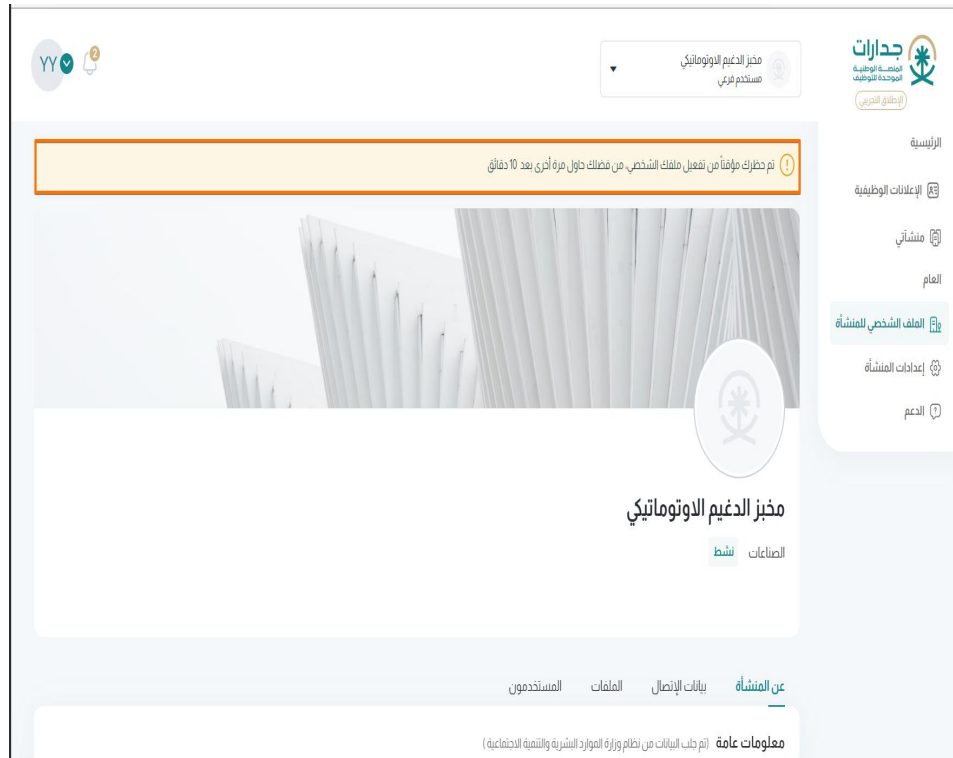 جدارات
المنصة الوطنية
الموحدة للتوظيف
الإطلاق التجريبي
مخبز الدغيم الاوتوماتيكي
مستخدم فرعي
2
YY
الرئيسية
الإعلانات الوظيفية
منشآتي
العام
الملف الشخصي للمنشأة
إعدادات المنشأة
الدعم
تم حظرك مؤقتاً من تفعيل ملفك الشخصي، من فضلك حاول مرة أخرى بعد 10 دقائق
مخبز الدغيم الاوتوماتيكي
الصناعات نشط
عن المنشأة بيانات الإتصال الملفات المستخدمون
معلومات عامة (تم جلب البيانات من نظام وزارة الموارد البشرية والتنمية الاجتماعية )